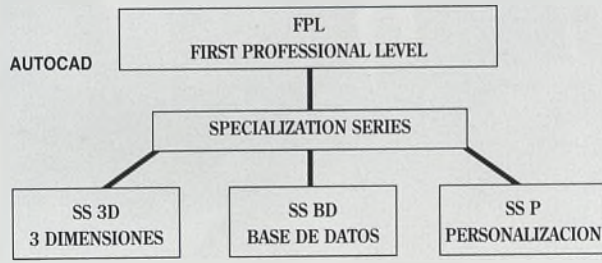 FPL
FIRST PROFESSIONAL LEVEL
AUTOCAD
SPECIALIZATION SERIES
SS 3D
3 DIMENSIONES
SS BD
BASE DE DATOS
SS P
PERSONALIZACION